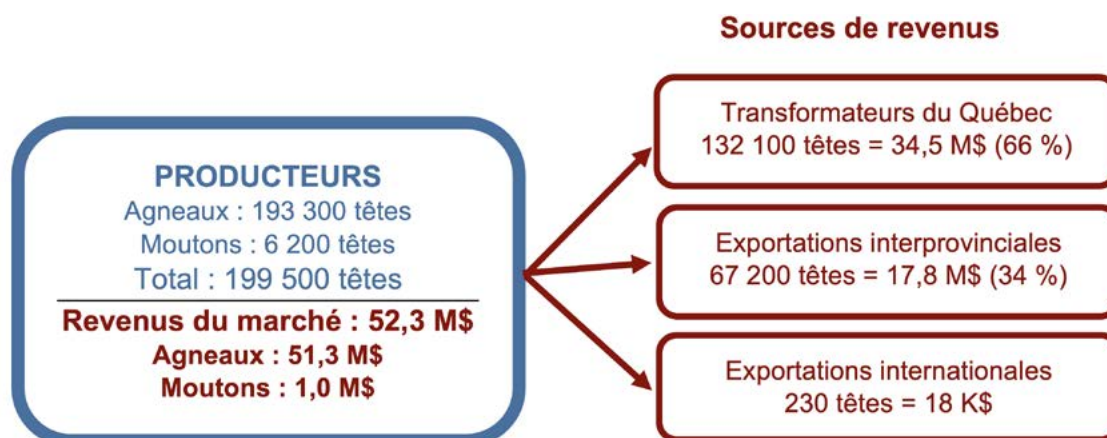 Sources de revenus
PRODUCTEURS
Agneaux : 193 300 têtes
Moutons : 6 200 têtes
Total : 199 500 têtes
Revenus du marché : 52,3 M$
Agneaux : 51,3 M$
Moutons : 1,0 M$
Transformateurs du Québec
132 100 têtes = 34,5 M$ (66 %)
Exportations interprovinciales
67 200 têtes = 17,8 M$ (34 %)
Exportations internationales
230 têtes = 18 K$